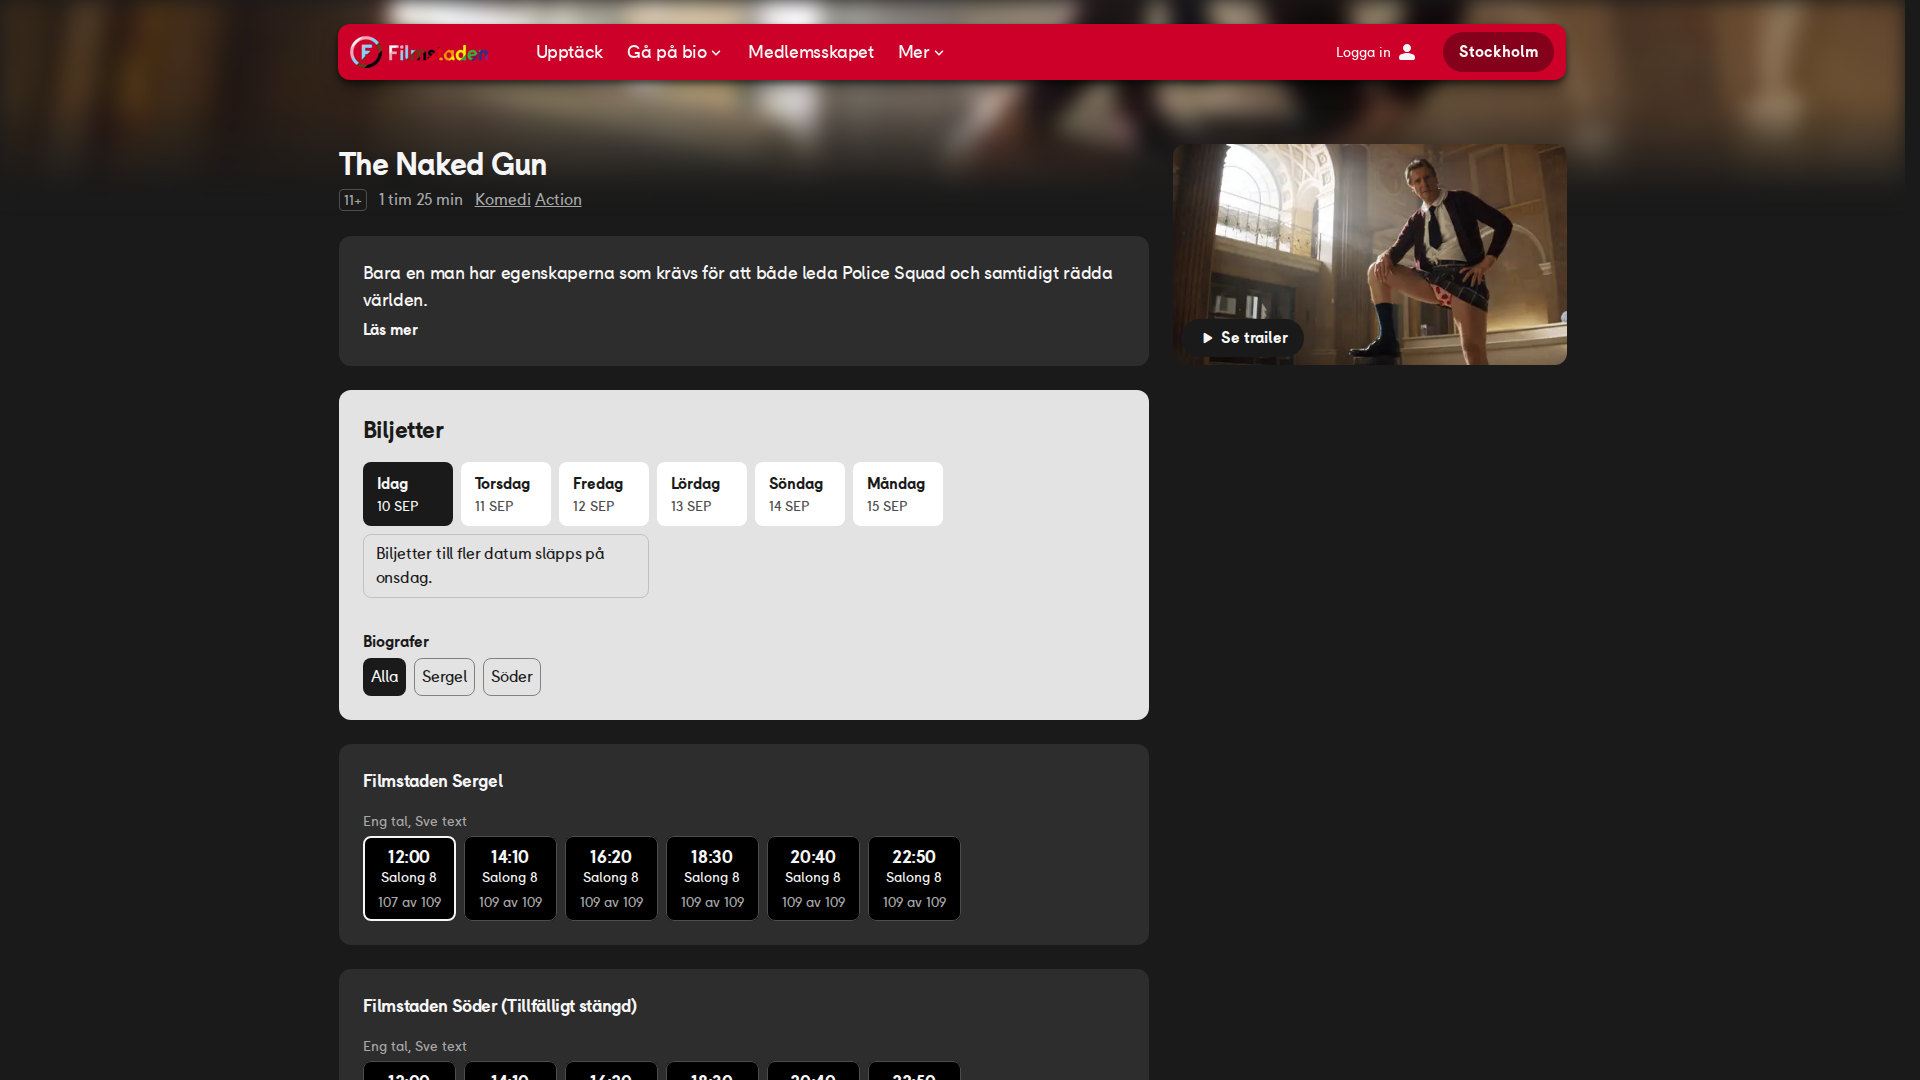 Filmstaden
Upptäck
Gå på bio
Medlemsskapet
Mer
Logga in
Stockholm
The Naked Gun
11+
1 tim 25 min
Komedi Action
Bara en man har egenskaperna som krävs för att både leda Police Squad och samtidigt rädda
världen.
Läs mer
Se trailer
Biljetter
Idag
10 SEP
Torsdag
11 SEP
Fredag
12 SEP
Lördag
13 SEP
Söndag
14 SEP
Måndag
15 SEP
Biljetter till fler datum släpps på
onsdag.
Biografer
Alla
Sergel
Söder
Filmstaden Sergel
Eng tal, Sve text
12:00
Salong 8
107 av 109
14:10
Salong 8
109 av 109
16:20
Salong 8
109 av 109
18:30
Salong 8
109 av 109
20:40
Salong 8
109 av 109
22:50
Salong 8
109 av 109
Filmstaden Söder (Tillfälligt stängd)
Eng tal, Sve text